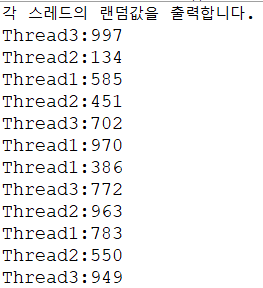 각 스레드의 랜덤값을 출력합니다.
Thread3:997
Thread2:134
Thread1:585
Thread2:451
Thread3:702
Thread1:970
Thread1:386
Thread3:772
Thread2:963
Thread1:783
Thread2:550
Thread3:949